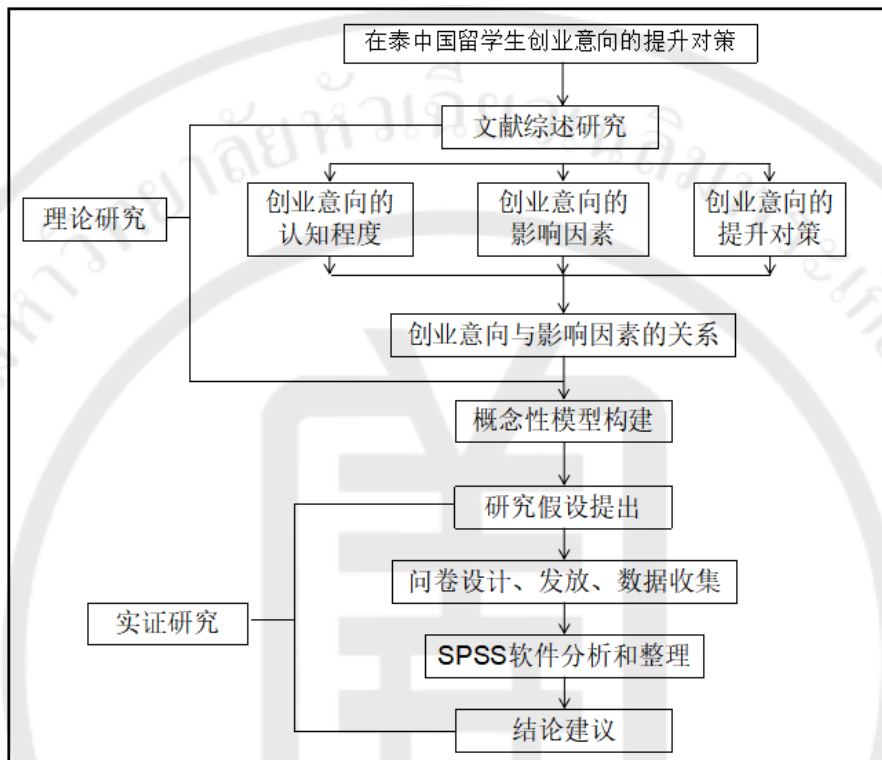 在泰中国留学生创业意向的提升对策
文献综述研究
理论研究
创业意向的
认知程度
创业意向的
影响因素
创业意向的
提升对策
创业意向与影响因素的关系
概念性模型构建
研究假设提出
问卷设计、发放、数据收集
实证研究
SPSS软件分析和整理
结论建议